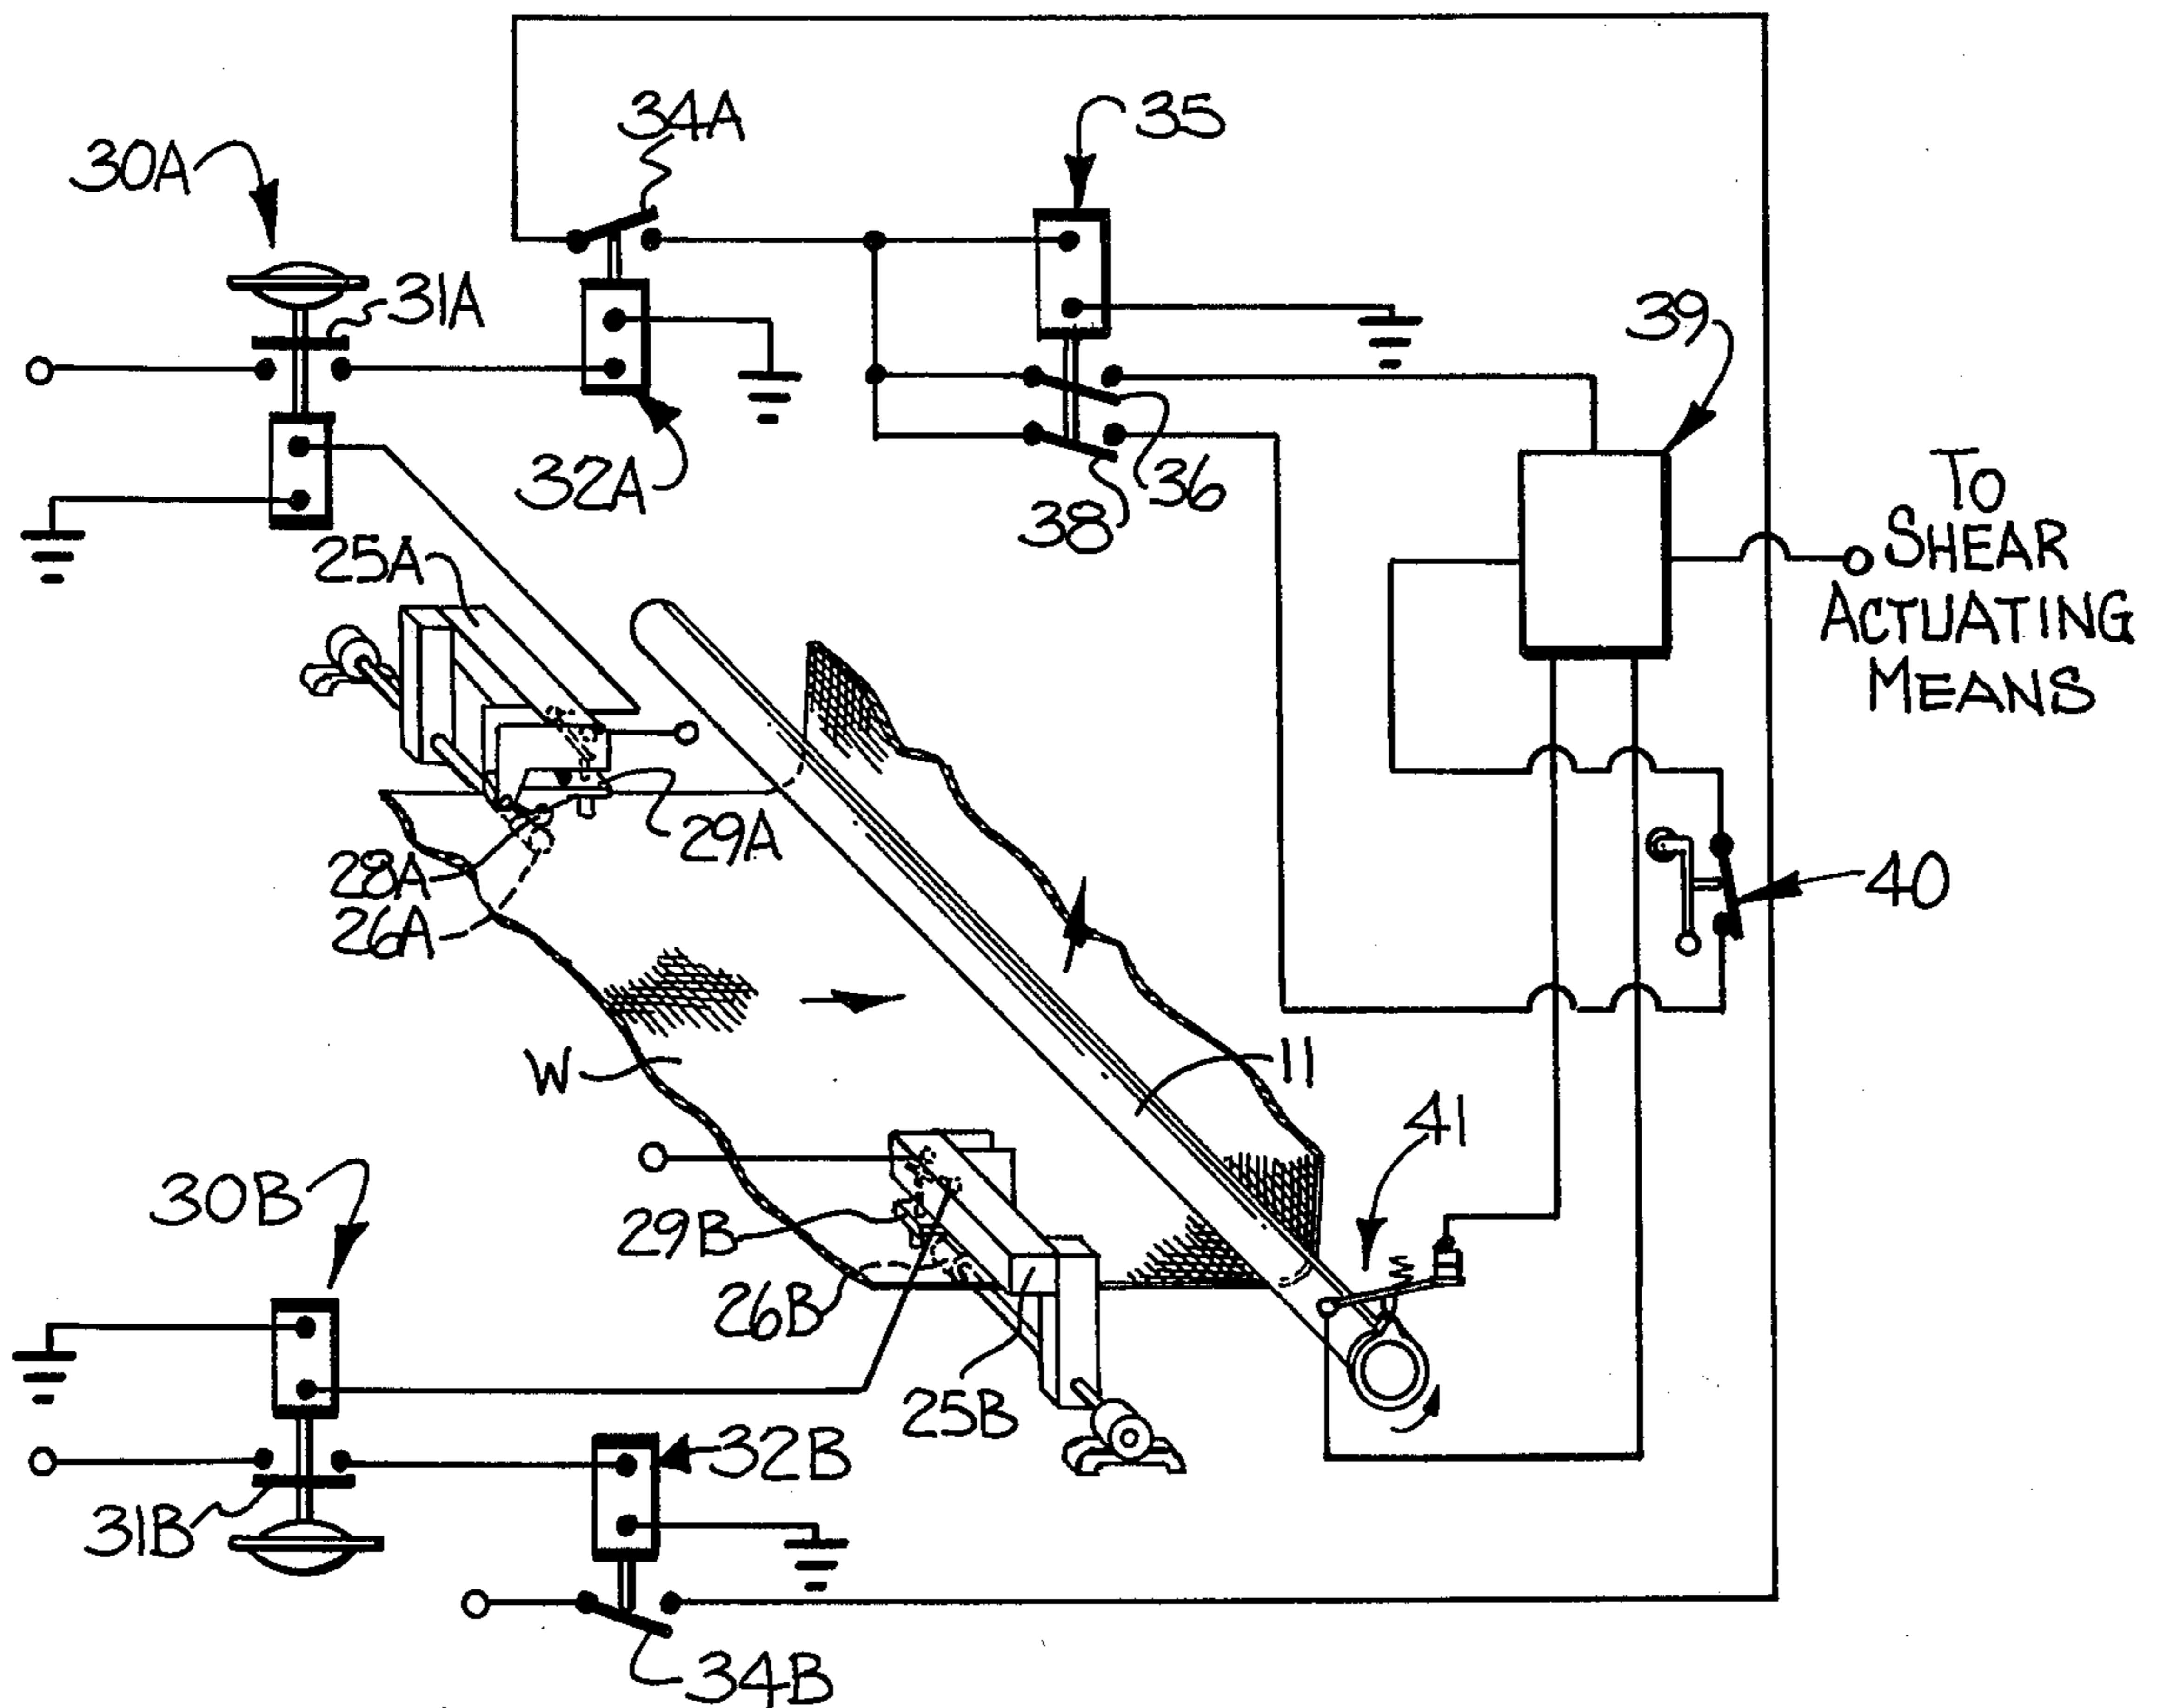 34A
35
30A
31A
39
32A
36
38
To
SHEAR
ACTUATING
MEANS
25A
29A
28A
26A
40
W
11
41
30B
29B
26B
25B
32B
31B
34B